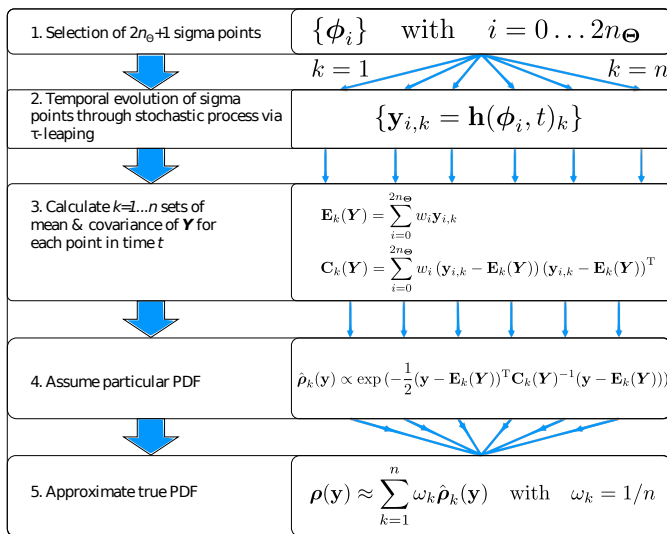 1. Selection of 2n_Θ+1 sigma points
{ϕ_i} with i = 0 … 2n_Θ
k = 1
k = n
2. Temporal evolution of sigma
points through stochastic process via
τ-leaping
{y_{i,k} = h(ϕ_i, t)_k}
3. Calculate k=1...n sets of
mean & covariance of Y for
each point in time t
E_k(Y) = ∑_{i=0}^{2n_Θ} w_i y_{i,k}
C_k(Y) = ∑_{i=0}^{2n_Θ} w_i (y_{i,k} − E_k(Y)) (y_{i,k} − E_k(Y))^T
4. Assume particular PDF
ρ̂_k(y) ∝ exp (−1/2 (y − E_k(Y))^T C_k(Y)^{−1} (y − E_k(Y)))
5. Approximate true PDF
ρ(y) ≈ ∑_{k=1}^{n} ω_k ρ̂_k(y) with ω_k = 1/n